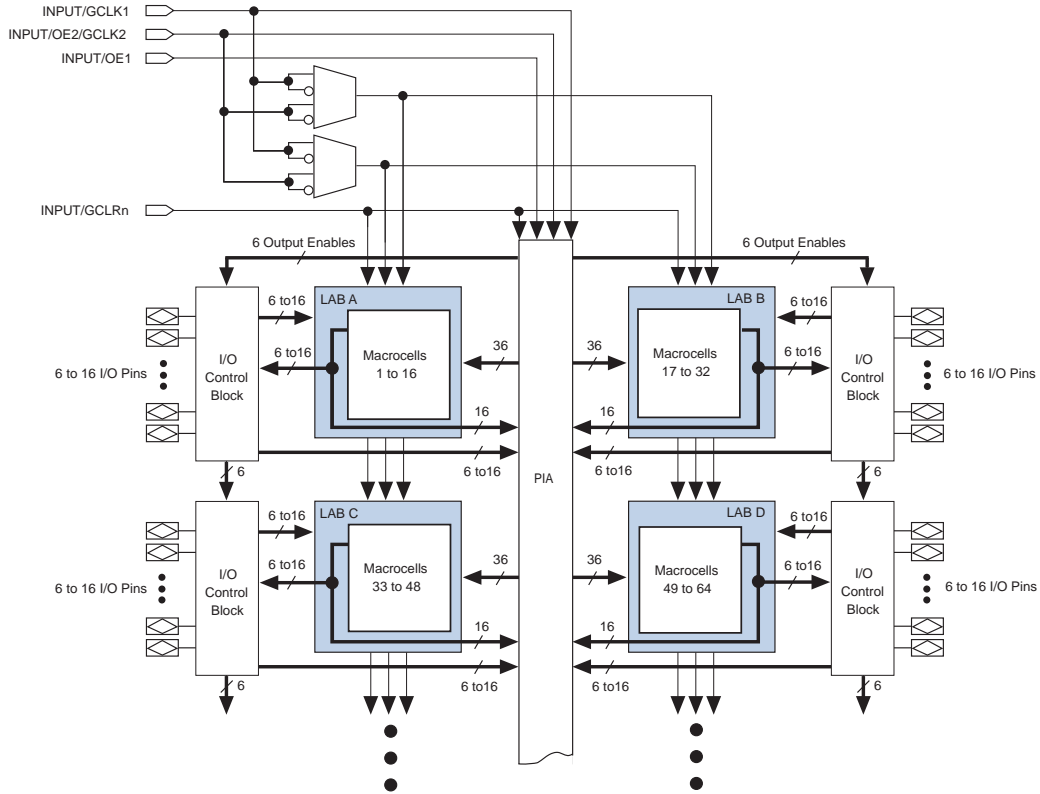 INPUT/GCLK1
INPUT/OE2/GCLK2
INPUT/OE1
INPUT/GCLRn
6 Output Enables
6 Output Enables
LAB A
LAB B
6 to16
6 to16
6 to 16 I/O Pins
I/O
Control
Block
6 to16
Macrocells
1 to 16
36
36
Macrocells
17 to 32
6 to16
I/O
Control
Block
6 to 16 I/O Pins
16
16
6 to16
6 to16
6
6
PIA
LAB C
LAB D
6 to16
6 to16
6 to 16 I/O Pins
I/O
Control
Block
6 to16
Macrocells
33 to 48
36
36
Macrocells
49 to 64
6 to16
I/O
Control
Block
6 to 16 I/O Pins
16
16
6 to16
6 to16
6
6